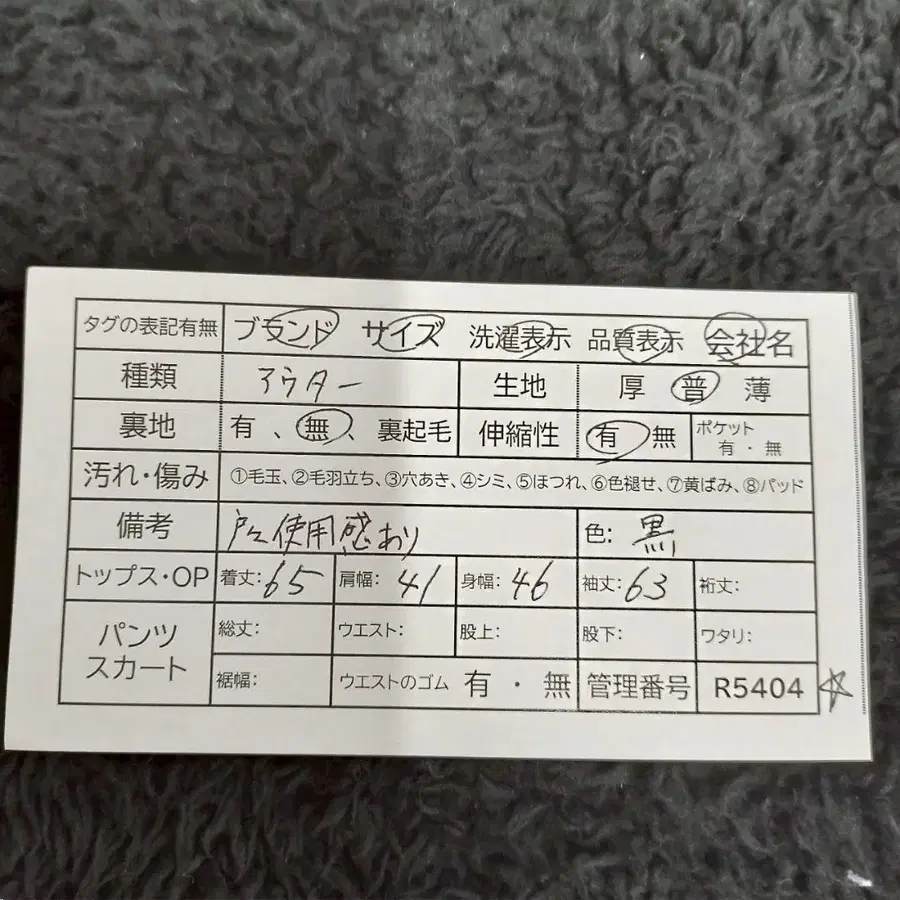 タグの表記有無 ブランド サイズ 洗濯表示 品質表示 会社名
種類 アウター 生地 厚 普 薄
裏地 有 、無、裏起毛 伸縮性 有 無 ポケット 有・無
汚れ・傷み ①毛玉、②毛羽立ち、③穴あき、④シミ、⑤ほつれ、⑥色褪せ、⑦黄ばみ、⑧パッド
備考 使用感あり 色: 黒
トップス・OP 着丈:65 肩幅:41 身幅:46 袖丈:63 裄丈:
パンツ スカート 総丈: ウエスト: 股上: 股下: ワタリ:
裾幅: ウエストのゴム 有・無 管理番号 R5404 ☆